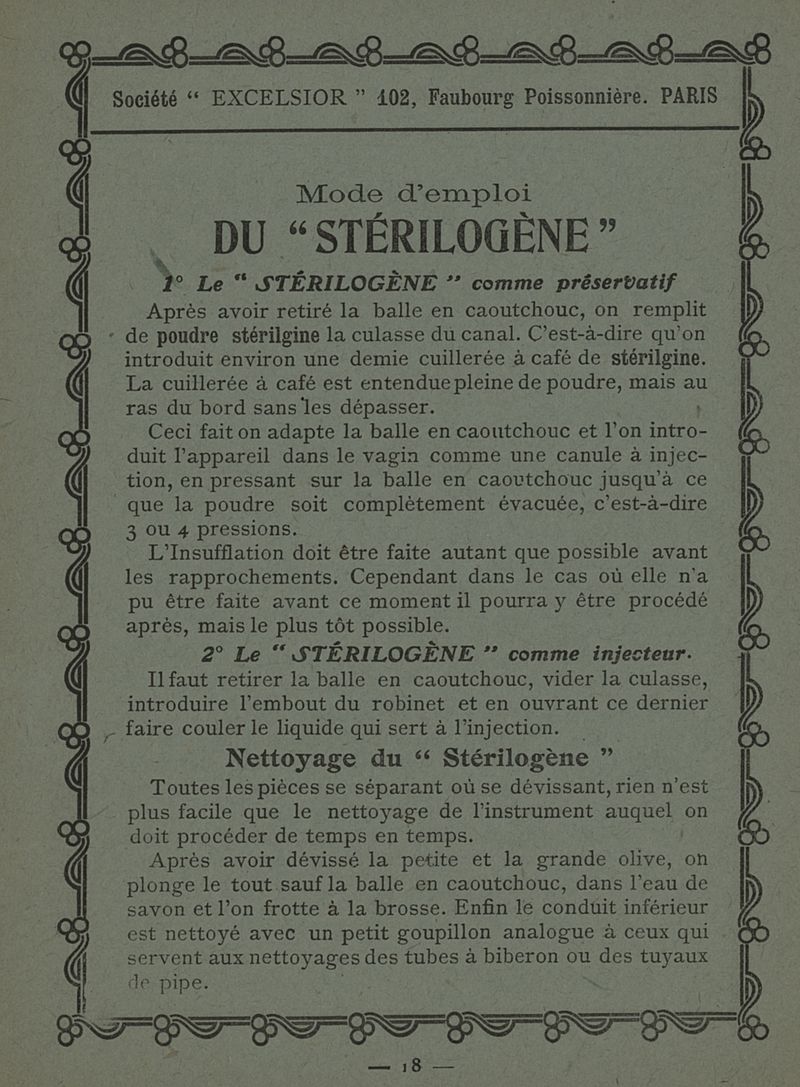 Société “ EXCELSIOR ” 102, Faubourg Poissonnière. PARIS
Mode d’emploi
DU “ STÉRILOGÈNE ”
1° Le “ STÉRILOGÈNE ” comme préservatif
Après avoir retiré la balle en caoutchouc, on remplit
de poudre stérilgine la culasse du canal. C’est-à-dire qu’on
introduit environ une demie cuillerée à café de stérilgine.
La cuillerée à café est entendue pleine de poudre, mais au
ras du bord sans les dépasser.
Ceci fait on adapte la balle en caoutchouc et l’on intro-
duit l’appareil dans le vagin comme une canule à injec-
tion, en pressant sur la balle en caovtchouc jusqu’à ce
que la poudre soit complètement évacuée, c’est-à-dire
3 ou 4 pressions.
L’Insufflation doit être faite autant que possible avant
les rapprochements. Cependant dans le cas où elle n’a
pu être faite avant ce moment il pourra y être procédé
après, mais le plus tôt possible.
2° Le “ STÉRILOGÈNE ” comme injecteur.
Il faut retirer la balle en caoutchouc, vider la culasse,
introduire l’embout du robinet et en ouvrant ce dernier
faire couler le liquide qui sert à l’injection.
Nettoyage du “ Stérilogène ”
Toutes les pièces se séparant où se dévissant, rien n’est
plus facile que le nettoyage de l’instrument auquel on
doit procéder de temps en temps.
Après avoir dévissé la petite et la grande olive, on
plonge le tout sauf la balle en caoutchouc, dans l’eau de
savon et l’on frotte à la brosse. Enfin le conduit inférieur
est nettoyé avec un petit goupillon analogue à ceux qui
servent aux nettoyages des tubes à biberon ou des tuyaux
de pipe.
— 18 —